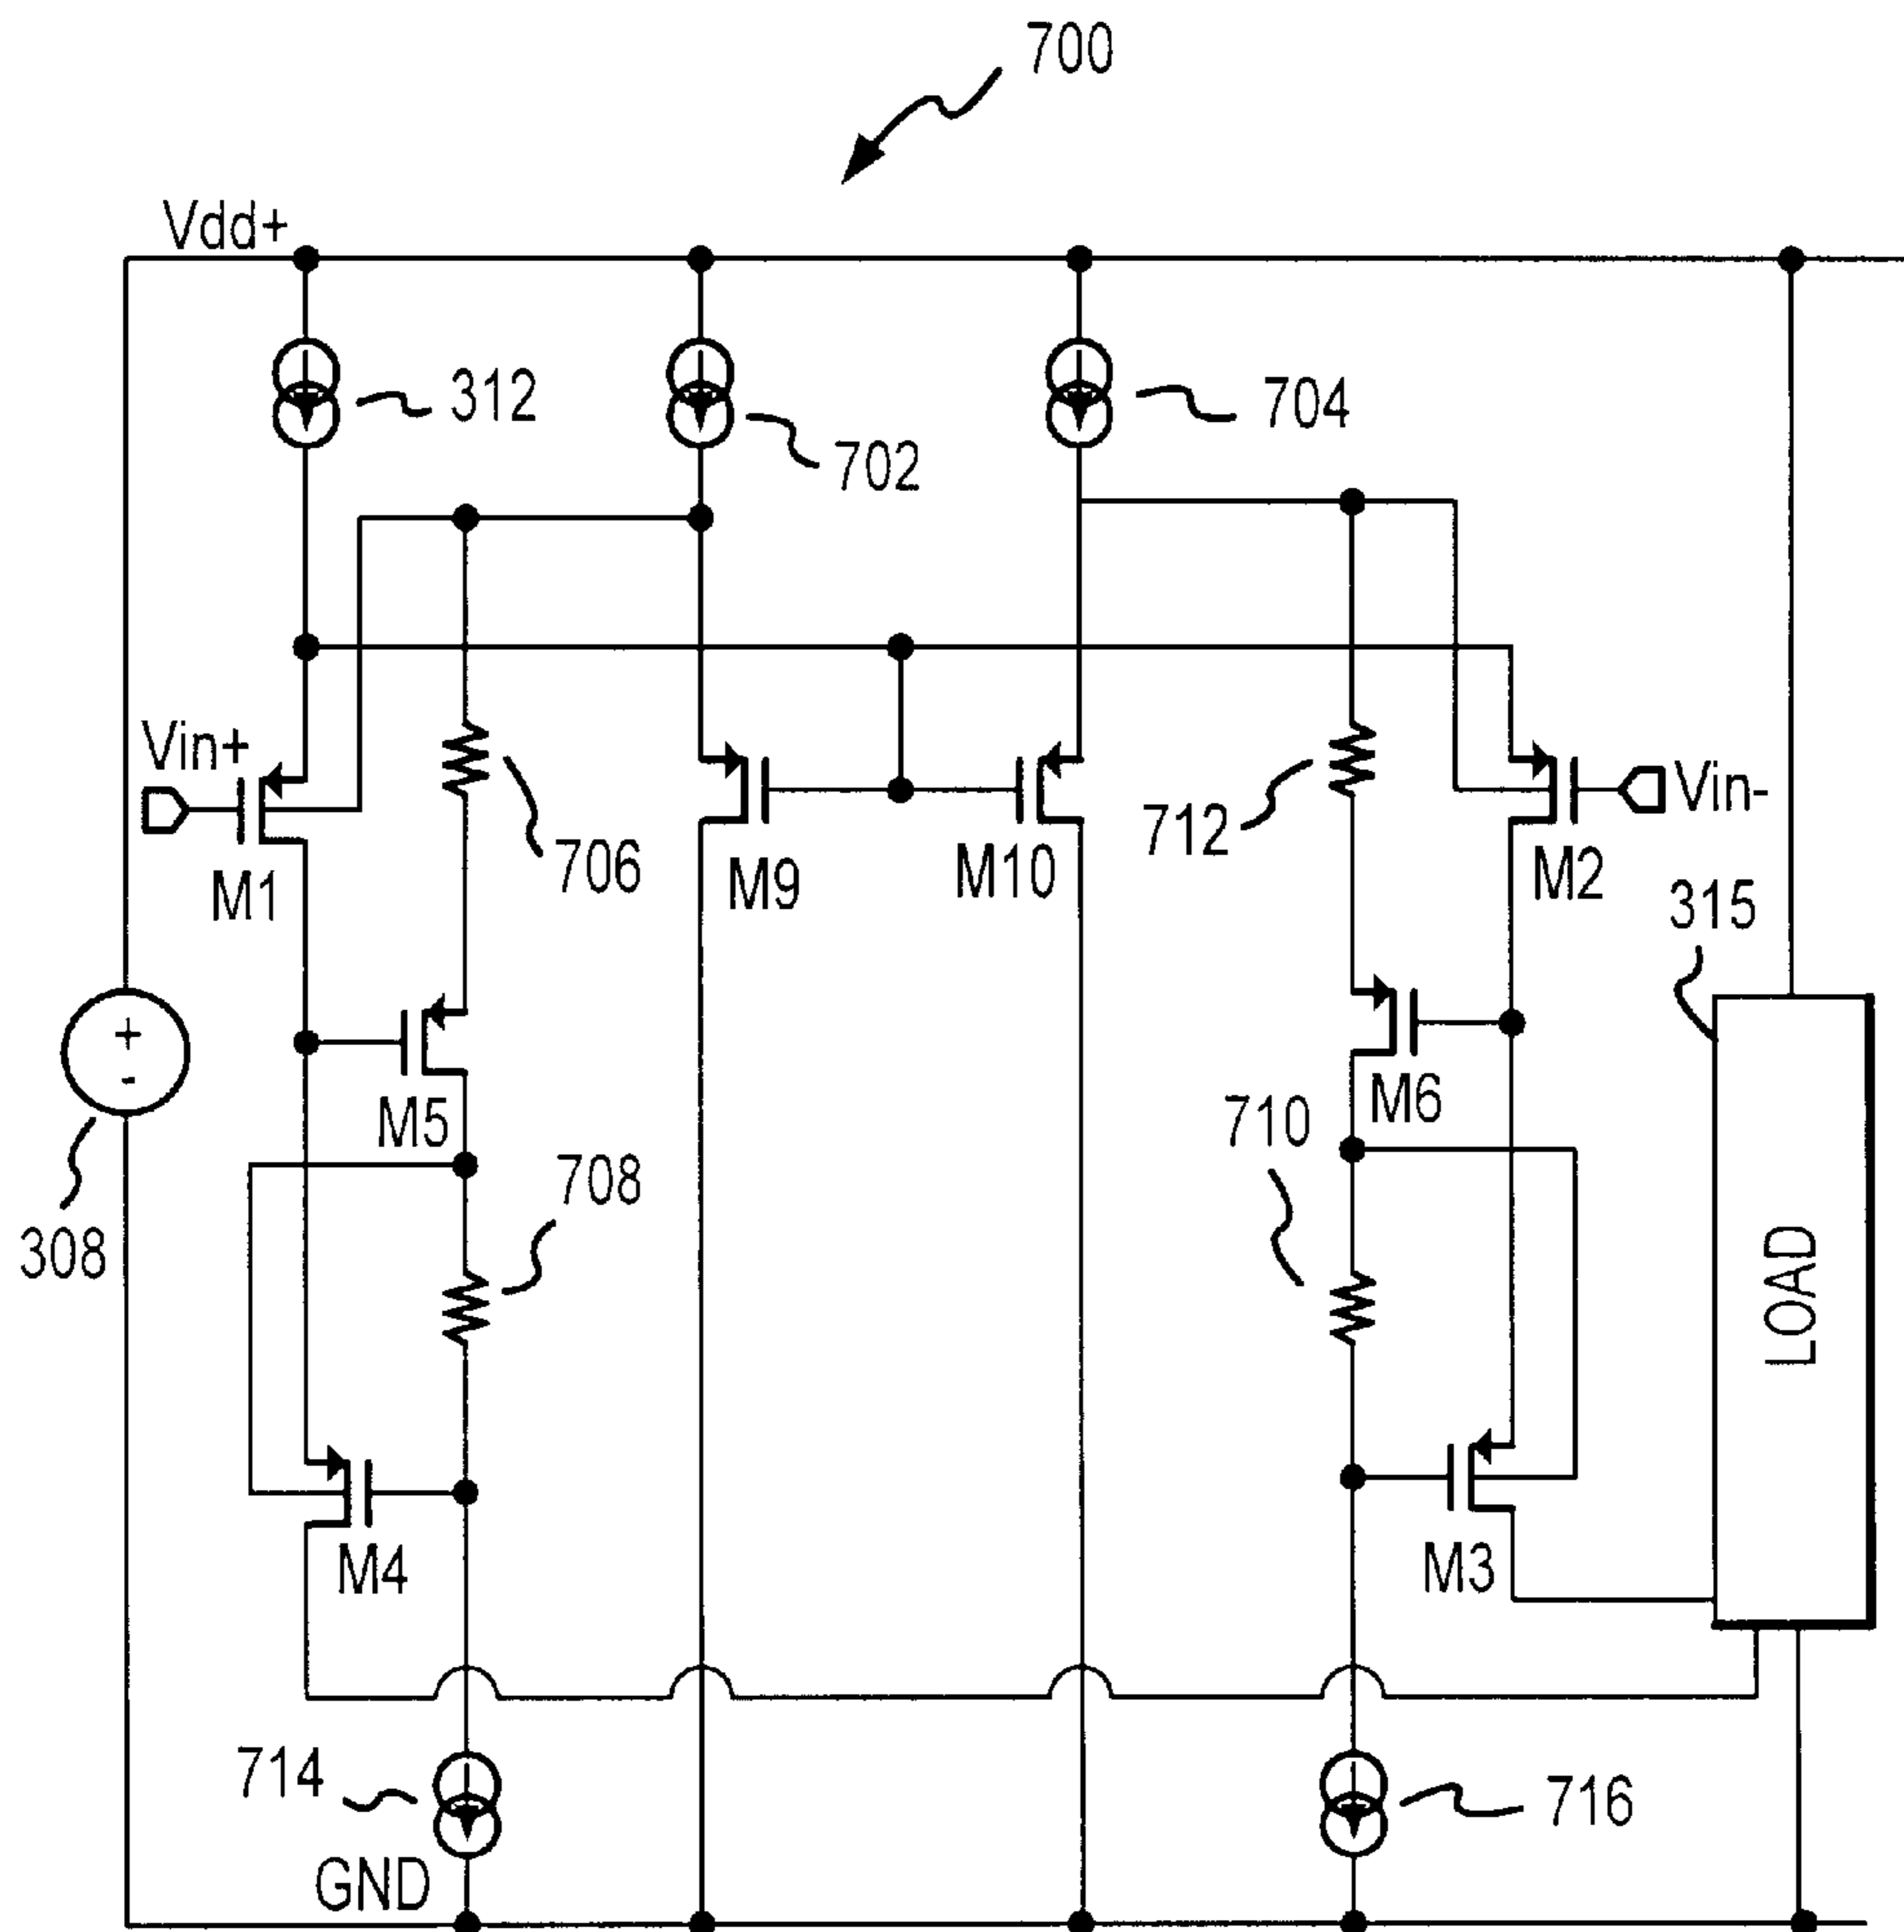 700
Vdd+
312
702
704
Vin+
706
M1
M9
M10
712
M2
Vin-
315
+
-
308
M5
708
M6
710
LOAD
M4
M3
714
GND
716